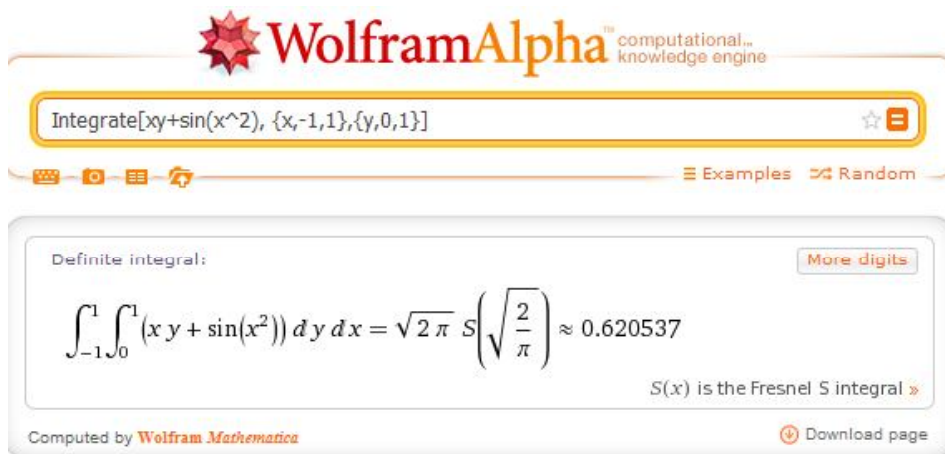 WolframAlpha™ computational... knowledge engine
Integrate[xy+sin(x^2), {x,-1,1},{y,0,1}]
Examples Random
Definite integral:
More digits
∫_{-1}^{1} ∫_{0}^{1} (x y + sin(x²)) d y d x = √(2 π) S(√(2/π)) ≈ 0.620537
S(x) is the Fresnel S integral »
Computed by Wolfram Mathematica
Download page